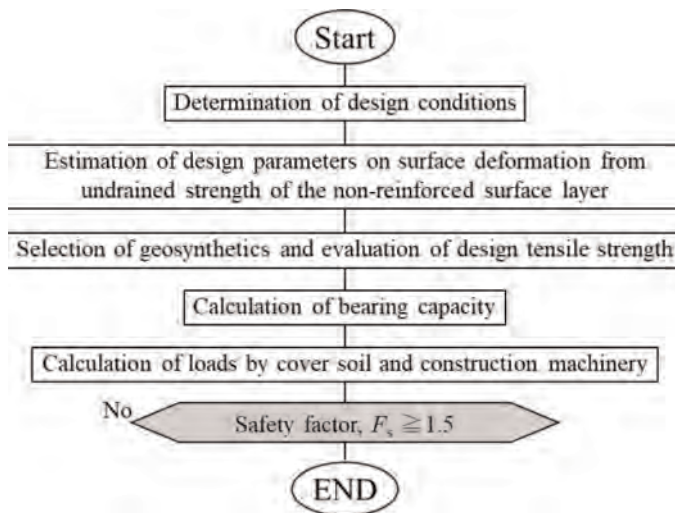 Start
Determination of design conditions
Estimation of design parameters on surface deformation from
undrained strength of the non-reinforced surface layer
Selection of geosynthetics and evaluation of design tensile strength
Calculation of bearing capacity
Calculation of loads by cover soil and construction machinery
No
Safety factor, Fs ≧1.5
END